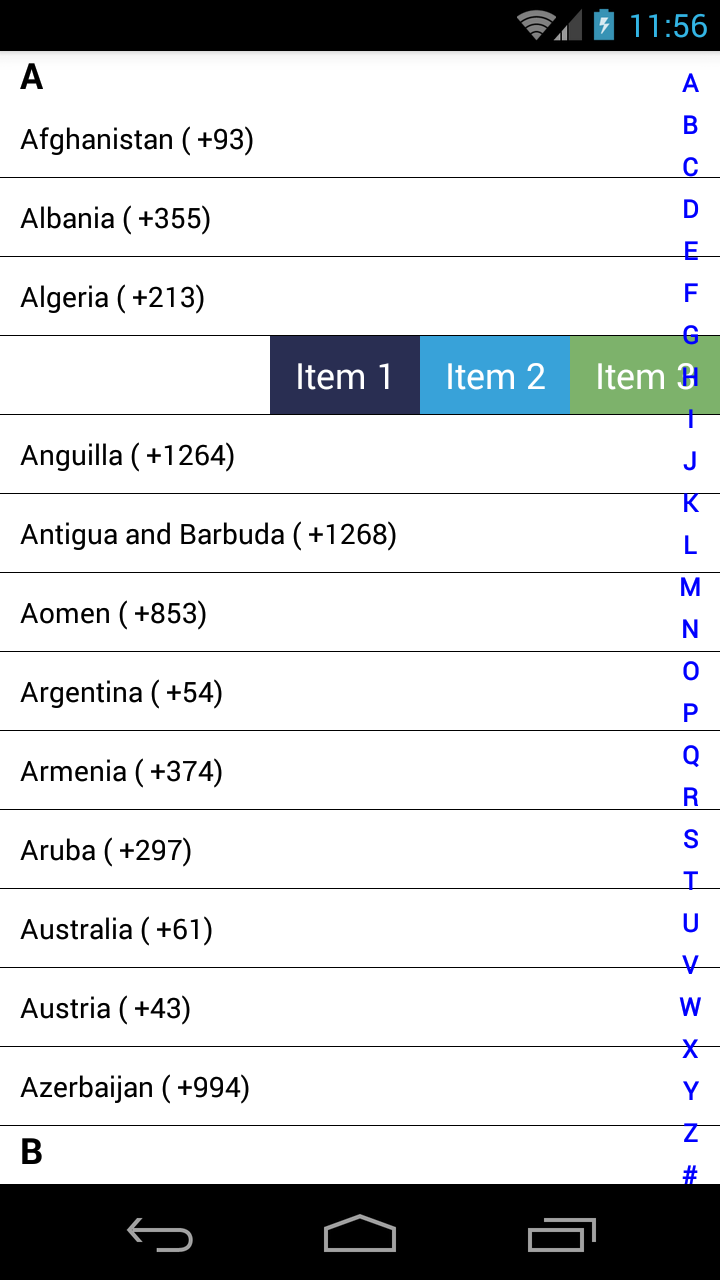 11:56
A
Afghanistan ( +93)
Albania ( +355)
Algeria ( +213)
Item 1 Item 2 Item 3
Anguilla ( +1264)
Antigua and Barbuda ( +1268)
Aomen ( +853)
Argentina ( +54)
Armenia ( +374)
Aruba ( +297)
Australia ( +61)
Austria ( +43)
Azerbaijan ( +994)
B
A
B
C
D
E
F
G
H
I
J
K
L
M
N
O
P
Q
R
S
T
U
V
W
X
Y
Z
#